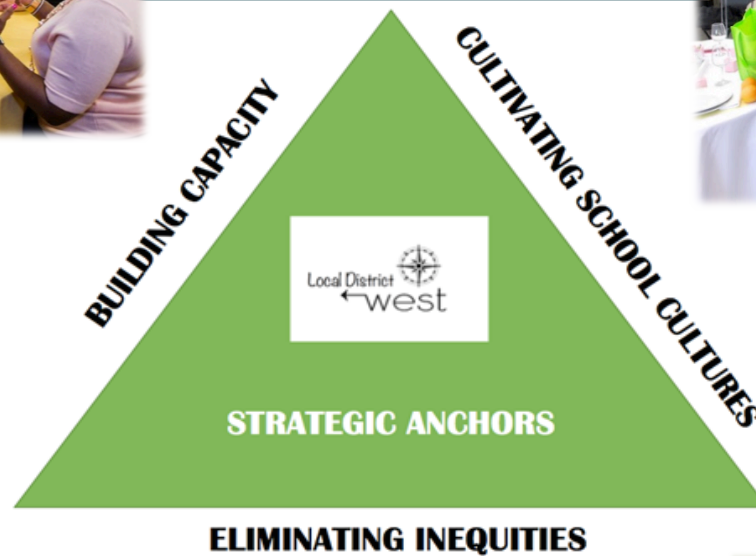 BUILDING CAPACITY
CULTIVATING SCHOOL CULTURES
Local District
west
STRATEGIC ANCHORS
ELIMINATING INEQUITIES